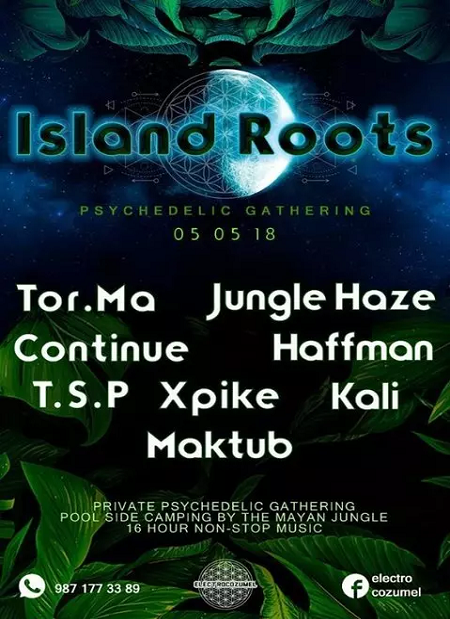 Island Roots
PSYCHEDELIC GATHERING
05 05 18
Tor.Ma Jungle Haze
Continue Haffman
T.S.P Xpike Kali
Maktub
PRIVATE PSYCHEDELIC GATHERING
POOL SIDE CAMPING BY THE MAYAN JUNGLE
16 HOUR NON-STOP MUSIC
987 177 33 89
ELECTROCOZUMEL
electro
cozumel